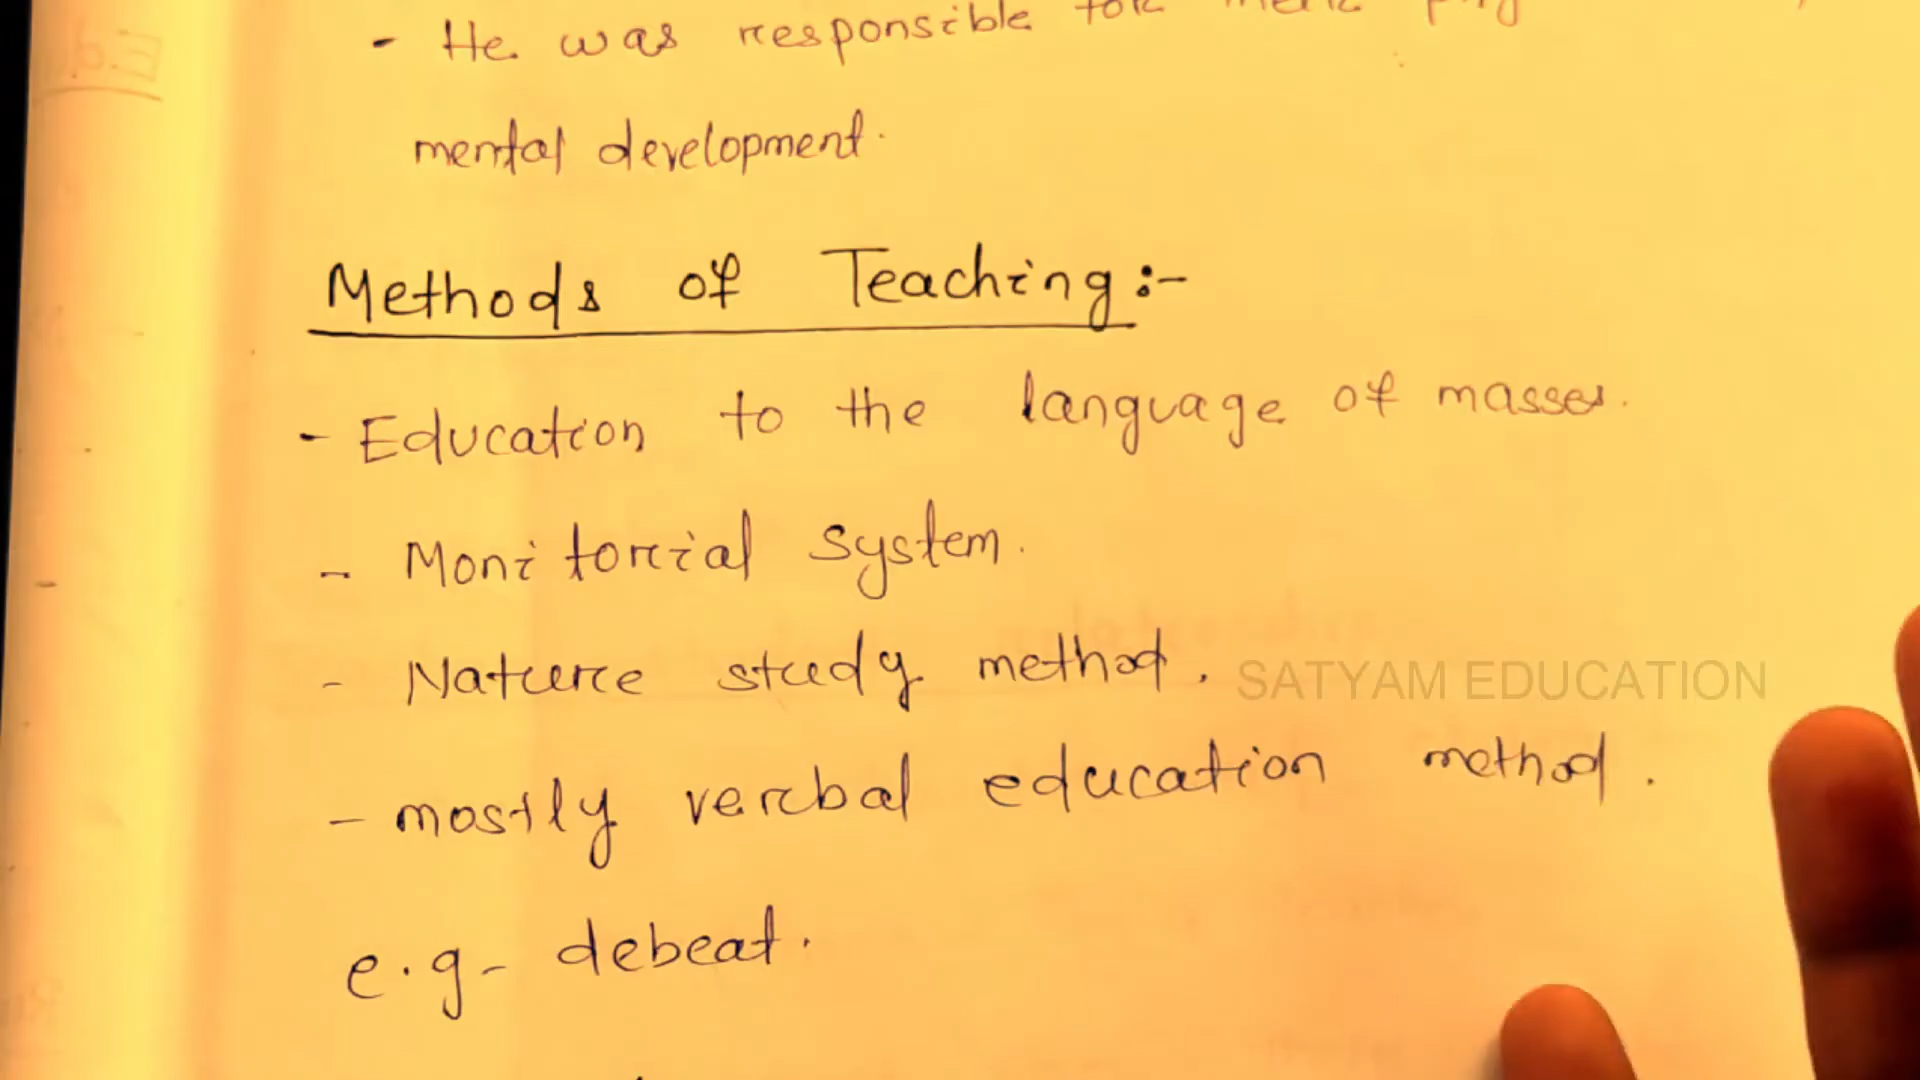 - He was responsible for
mental development.
Methods of Teaching :-
- Education to the language of masses.
- Monitorial system.
- Nature study method.
SATYAM EDUCATION
- mostly verbal education method.
e.g- debeat.